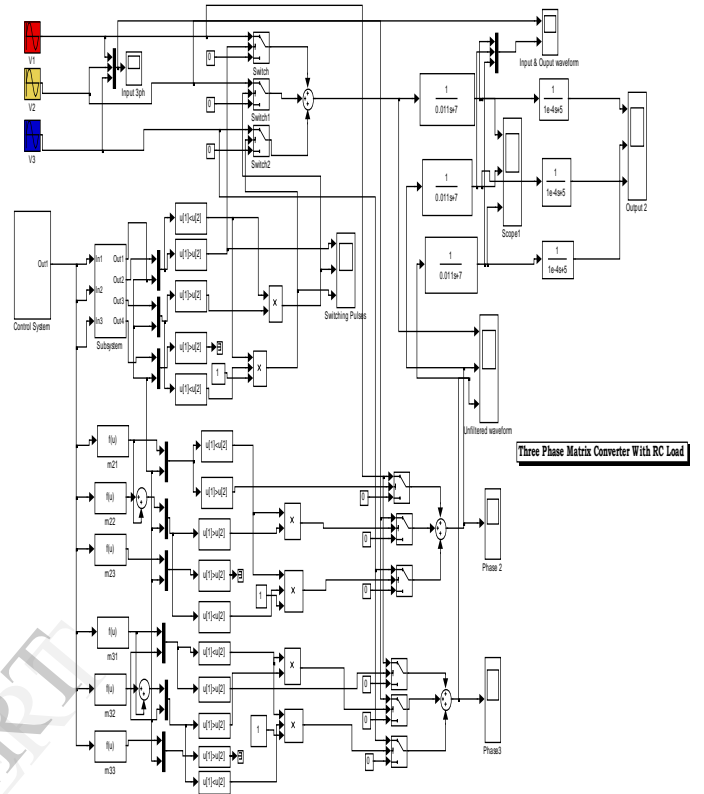 V1
V2
V3
Input 3ph
0
0
0
Switch
Switch1
Switch2
1
0.011s+7
1
0.011s+7
1
0.011s+7
Input & Ouput waveform
1
1e-4s+5
1
1e-4s+5
1
1e-4s+5
Scope1
Output 2
Out1
Control System
In1
In2
In3
Out1
Out2
Out3
Out4
Subsystem
u[1]<u[2]
u[1]>u[2]
u[1]>u[2]
u[1]>u[2]
u[1]<u[2]
1
x
x
Switching Pulses
Unfiltered waveform
Three Phase Matrix Converter With RC Load
f(u)
m21
f(u)
m22
f(u)
m23
u[1]<u[2]
u[1]>u[2]
u[1]>u[2]
u[1]>u[2]
u[1]<u[2]
1
x
x
0
0
0
Phase 2
f(u)
m31
f(u)
m32
f(u)
m33
u[1]<u[2]
u[1]>u[2]
u[1]>u[2]
u[1]>u[2]
u[1]<u[2]
1
x
x
0
0
0
Phase3